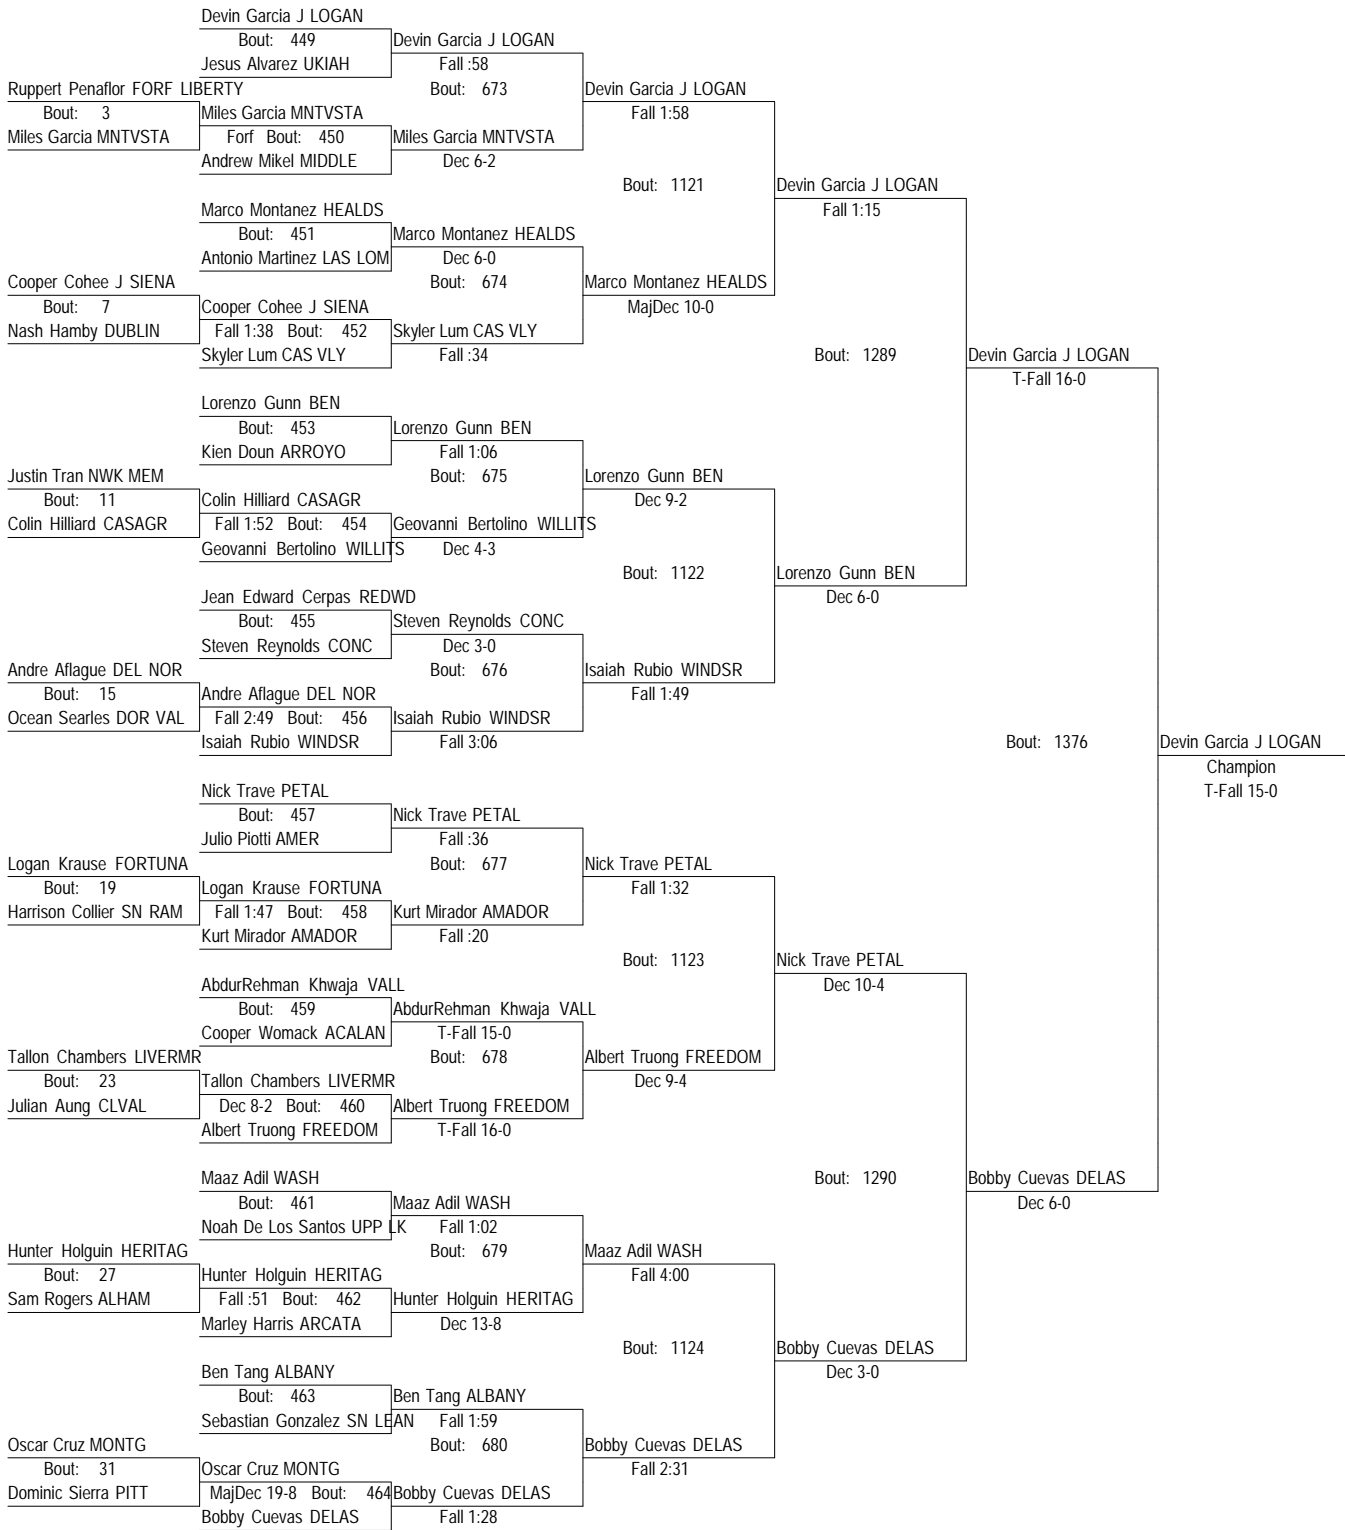 Devin Garcia J LOGAN
Bout: 449
Devin Garcia J LOGAN
Jesus Alvarez UKIAH
Fall :58
Ruppert Penaflor FORF LIBERTY
Bout: 673
Devin Garcia J LOGAN
Bout: 3
Miles Garcia MNTVSTA
Fall 1:58
Miles Garcia MNTVSTA
Forf Bout: 450
Miles Garcia MNTVSTA
Andrew Mikel MIDDLE
Dec 6-2
Bout: 1121
Devin Garcia J LOGAN
Marco Montanez HEALDS
Fall 1:15
Bout: 451
Marco Montanez HEALDS
Antonio Martinez LAS LOM
Dec 6-0
Cooper Cohee J SIENA
Bout: 674
Marco Montanez HEALDS
Bout: 7
Cooper Cohee J SIENA
MajDec 10-0
Nash Hamby DUBLIN
Fall 1:38 Bout: 452
Skyler Lum CAS VLY
Skyler Lum CAS VLY
Fall :34
Bout: 1289
Devin Garcia J LOGAN
T-Fall 16-0
Lorenzo Gunn BEN
Bout: 453
Lorenzo Gunn BEN
Kien Doun ARROYO
Fall 1:06
Justin Tran NWK MEM
Bout: 675
Lorenzo Gunn BEN
Bout: 11
Colin Hilliard CASAGR
Dec 9-2
Colin Hilliard CASAGR
Fall 1:52 Bout: 454
Geovanni Bertolino WILLITS
Geovanni Bertolino WILLITS
Dec 4-3
Bout: 1122
Lorenzo Gunn BEN
Jean Edward Cerpas REDWD
Dec 6-0
Bout: 455
Steven Reynolds CONC
Steven Reynolds CONC
Dec 3-0
Andre Aflague DEL NOR
Bout: 676
Isaiah Rubio WINDSR
Bout: 15
Andre Aflague DEL NOR
Fall 1:49
Ocean Searles DOR VAL
Fall 2:49 Bout: 456
Isaiah Rubio WINDSR
Isaiah Rubio WINDSR
Fall 3:06
Bout: 1376
Devin Garcia J LOGAN
Champion
T-Fall 15-0
Nick Trave PETAL
Bout: 457
Nick Trave PETAL
Julio Piotti AMER
Fall :36
Logan Krause FORTUNA
Bout: 677
Nick Trave PETAL
Bout: 19
Logan Krause FORTUNA
Fall 1:32
Harrison Collier SN RAM
Fall 1:47 Bout: 458
Kurt Mirador AMADOR
Kurt Mirador AMADOR
Fall :20
Bout: 1123
Nick Trave PETAL
AbdurRehman Khwaja VALL
Dec 10-4
Bout: 459
AbdurRehman Khwaja VALL
Cooper Womack ACALAN
T-Fall 15-0
Tallon Chambers LIVERMR
Bout: 678
Albert Truong FREEDOM
Bout: 23
Tallon Chambers LIVERMR
Dec 9-4
Julian Aung CLVAL
Dec 8-2 Bout: 460
Albert Truong FREEDOM
Albert Truong FREEDOM
T-Fall 16-0
Maaz Adil WASH
Bout: 1290
Bobby Cuevas DELAS
Bout: 461
Maaz Adil WASH
Dec 6-0
Noah De Los Santos UPP LK
Fall 1:02
Hunter Holguin HERITAG
Bout: 679
Maaz Adil WASH
Bout: 27
Hunter Holguin HERITAG
Fall 4:00
Sam Rogers ALHAM
Fall :51 Bout: 462
Hunter Holguin HERITAG
Marley Harris ARCATA
Dec 13-8
Bout: 1124
Bobby Cuevas DELAS
Ben Tang ALBANY
Dec 3-0
Bout: 463
Ben Tang ALBANY
Sebastian Gonzalez SN LEAN
Fall 1:59
Oscar Cruz MONTG
Bout: 680
Bobby Cuevas DELAS
Bout: 31
Oscar Cruz MONTG
Fall 2:31
Dominic Sierra PITT
MajDec 19-8 Bout: 464
Bobby Cuevas DELAS
Bobby Cuevas DELAS
Fall 1:28